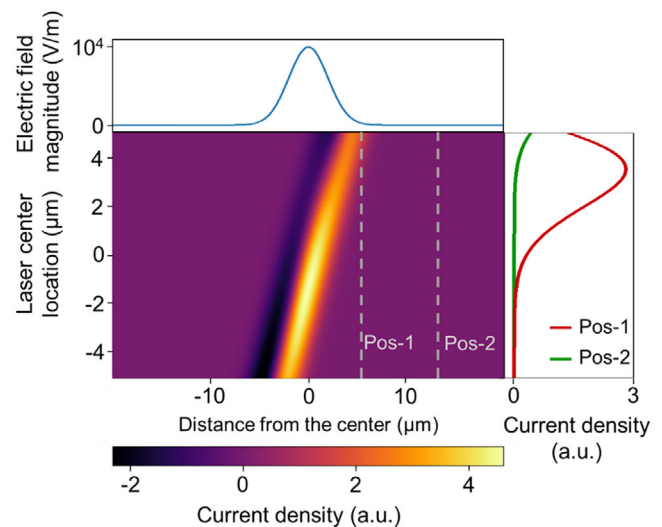 Electric field
magnitude (V/m)
10⁴
0
Laser center
location (μm)
4
2
0
-2
-4
Pos-1
Pos-2
-10
0
10
Distance from the center (μm)
Pos-1
Pos-2
0
3
Current density
(a.u.)
-2
0
2
4
Current density (a.u.)